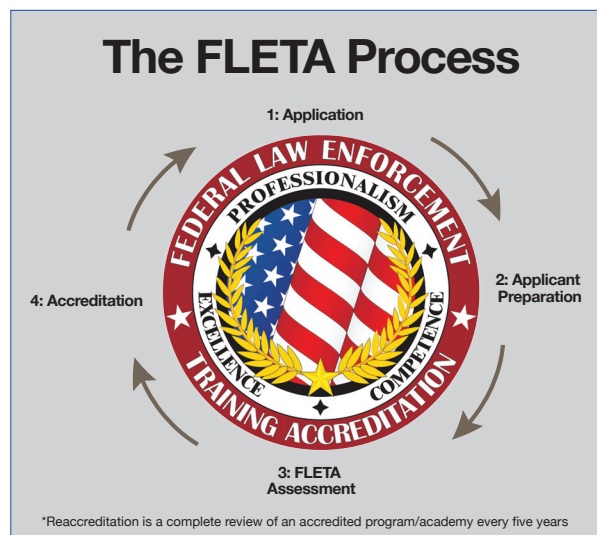 The FLETA Process
1: Application
FEDERAL LAW ENFORCEMENT
PROFESSIONALISM
4: Accreditation
2: Applicant
Preparation
EXCELLENCE
COMPETENCE
TRAINING ACCREDITATION
3: FLETA
Assessment
*Reaccreditation is a complete review of an accredited program/academy every five years